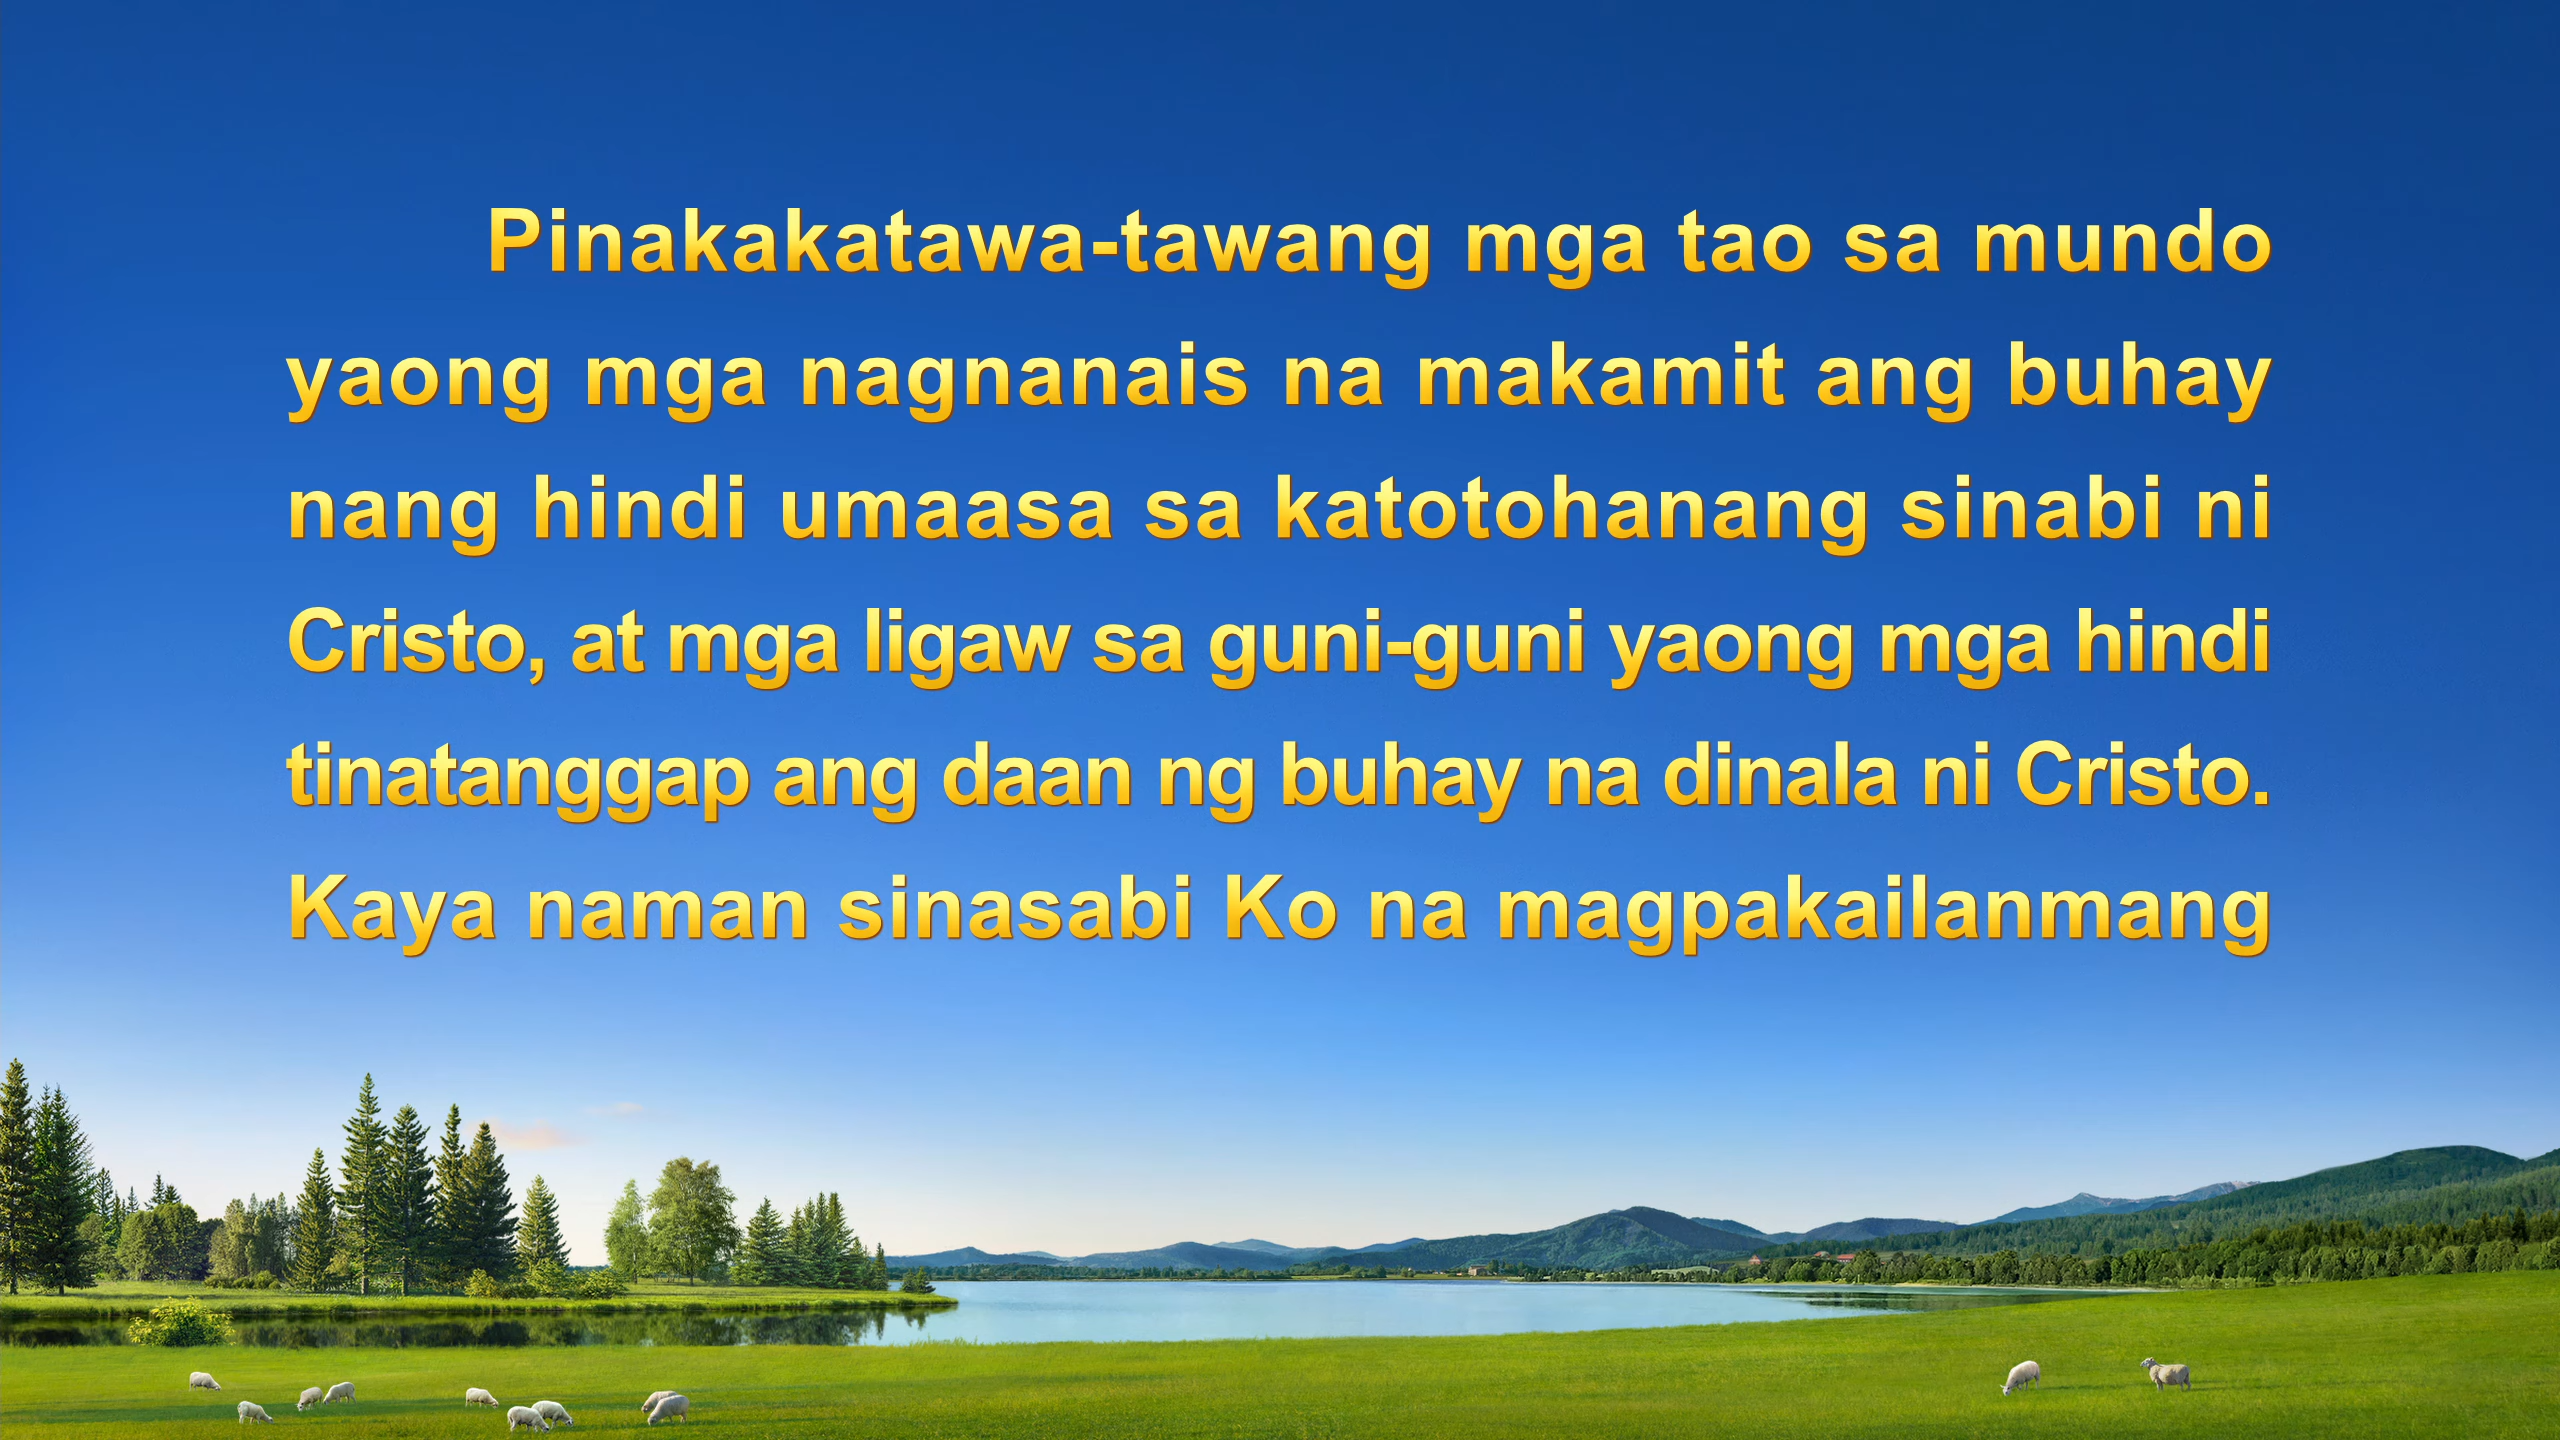 Pinakakatawa-tawang mga tao sa mundo
yaong mga nagnanais na makamit ang buhay
nang hindi umaasa sa katotohanang sinabi ni
Cristo, at mga ligaw sa guni-guni yaong mga hindi
tinatanggap ang daan ng buhay na dinala ni Cristo.
Kaya naman sinasabi Ko na magpakailanmang